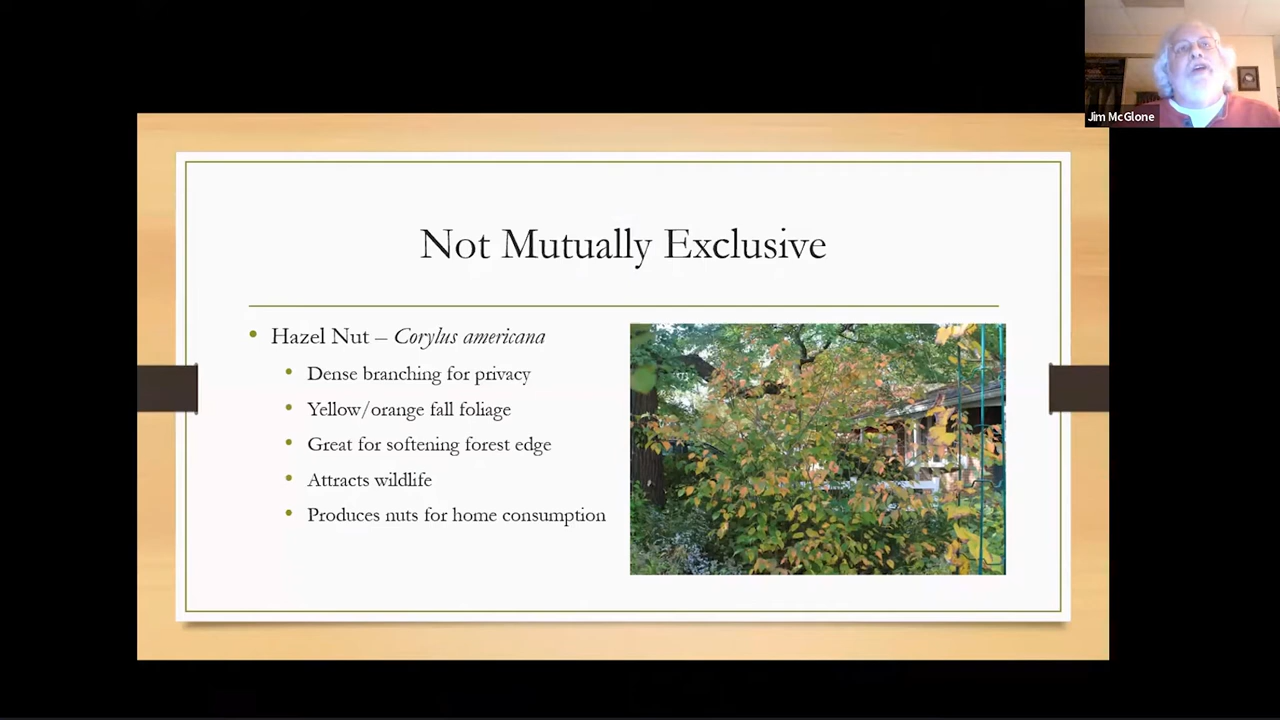 Jim McGlone
Not Mutually Exclusive
• Hazel Nut – Corylus americana
• Dense branching for privacy
• Yellow/orange fall foliage
• Great for softening forest edge
• Attracts wildlife
• Produces nuts for home consumption